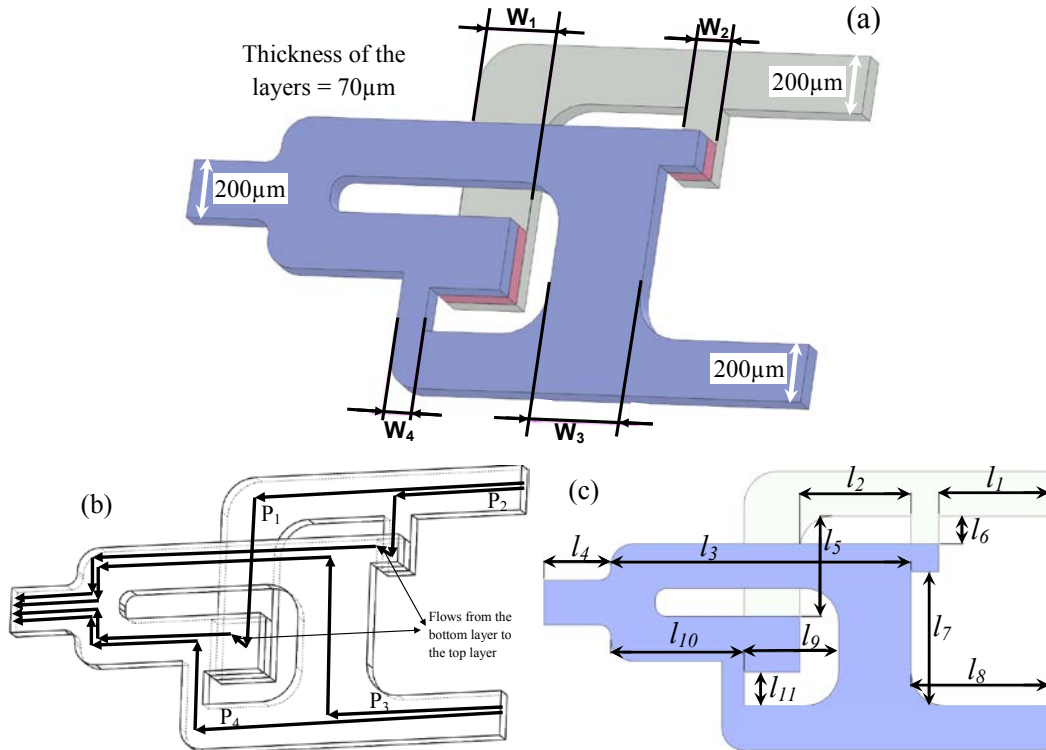 W1
W2
(a)
Thickness of the
layers = 70µm
200µm
200µm
200µm
W4
W3
(b)
P1
P2
Flows from the
bottom layer to
the top layer
P3
P4
(c)
l2
l1
l6
l5
l4
l3
l7
l10
l9
l8
l11